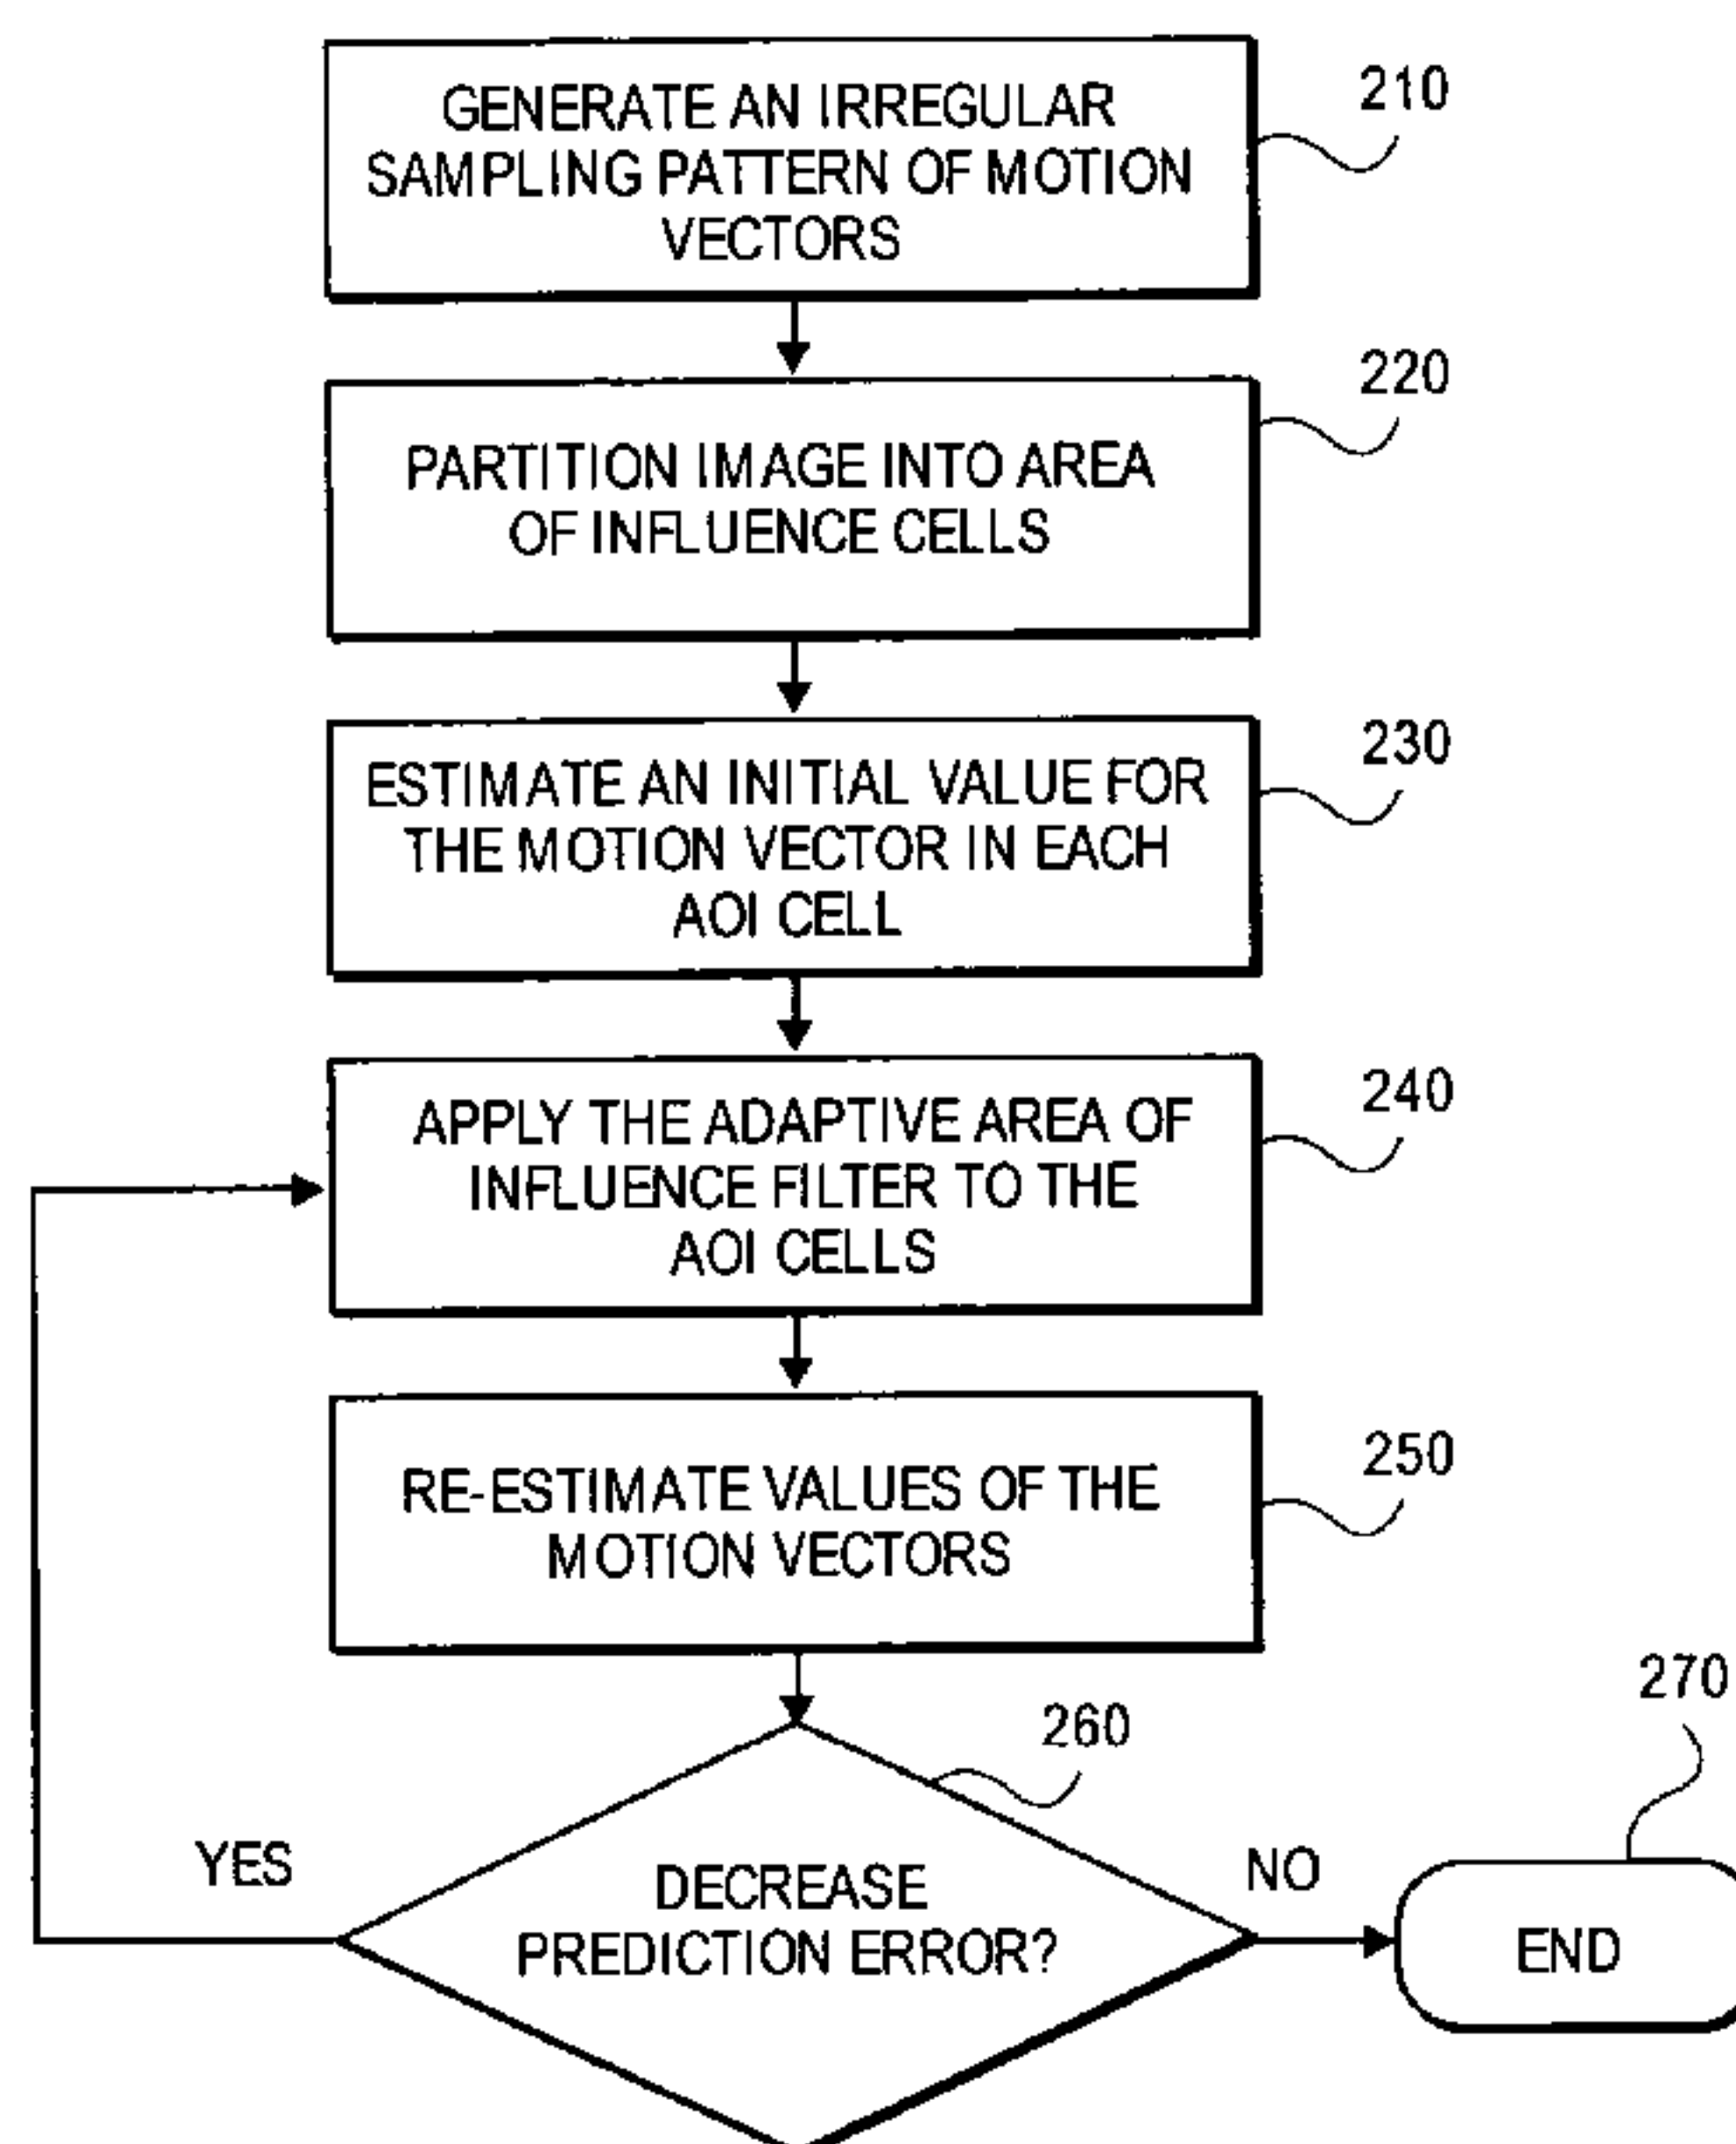 GENERATE AN IRREGULAR
SAMPLING PATTERN OF MOTION
VECTORS
210
PARTITION IMAGE INTO AREA
OF INFLUENCE CELLS
220
ESTIMATE AN INITIAL VALUE FOR
THE MOTION VECTOR IN EACH
AOI CELL
230
APPLY THE ADAPTIVE AREA OF
INFLUENCE FILTER TO THE
AOI CELLS
240
RE-ESTIMATE VALUES OF THE
MOTION VECTORS
250
260
270
YES
DECREASE
PREDICTION ERROR?
NO
END